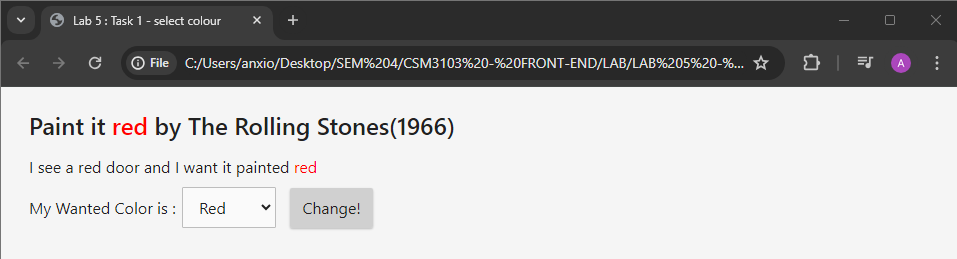 Lab 5 : Task 1 - select colour
File C:/Users/anxio/Desktop/SEM%204/CSM3103%20-%20FRONT-END/LAB/LAB%205%20-%... A
Paint it red by The Rolling Stones(1966)
I see a red door and I want it painted red
My Wanted Color is : Red Change!